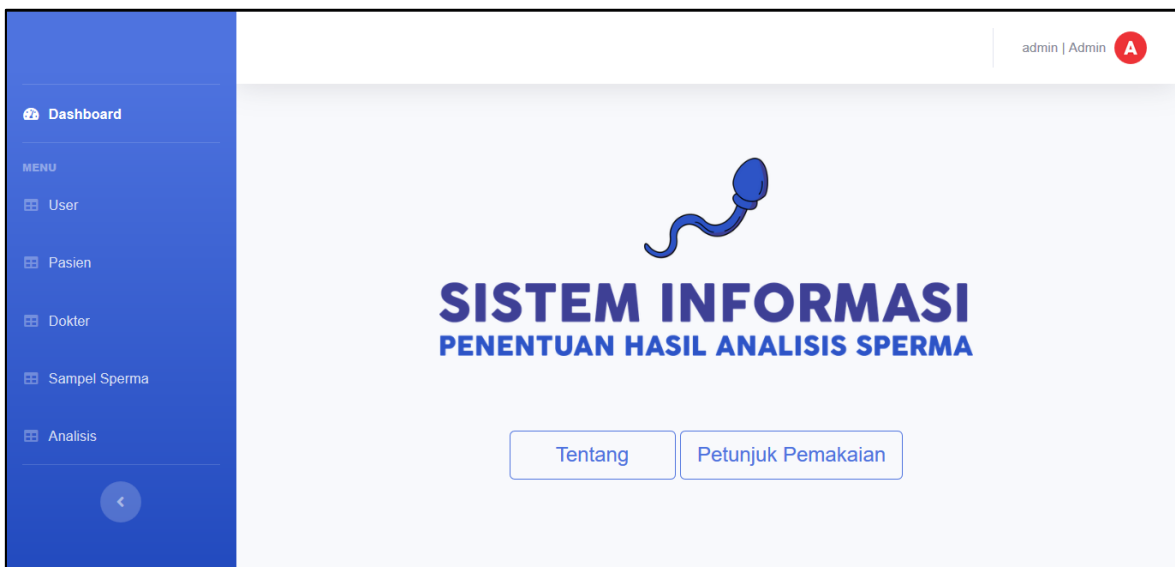 admin | Admin A
Dashboard
MENU
User
Pasien
Dokter
Sampel Sperma
Analisis
SISTEM INFORMASI
PENENTUAN HASIL ANALISIS SPERMA
Tentang
Petunjuk Pemakaian